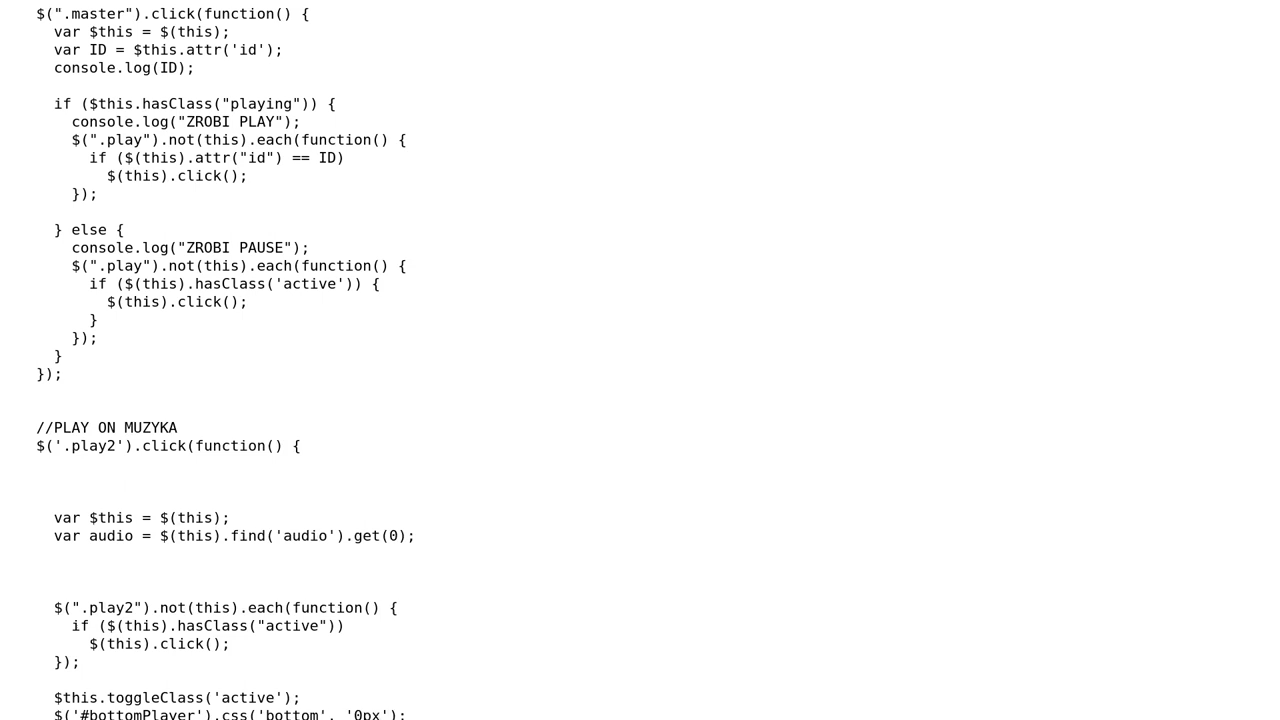 $(".master").click(function() {
var $this = $(this);
var ID = $this.attr('id');
console.log(ID);
if ($this.hasClass("playing")) {
console.log("ZROBI PLAY");
$(".play").not(this).each(function() {
if ($(this).attr("id") == ID)
$(this).click();
});
} else {
console.log("ZROBI PAUSE");
$(".play").not(this).each(function() {
if ($(this).hasClass('active')) {
$(this).click();
}
});
}
});
//PLAY ON MUZYKA
$('.play2').click(function() {
var $this = $(this);
var audio = $(this).find('audio').get(0);
$(".play2").not(this).each(function() {
if ($(this).hasClass("active"))
$(this).click();
});
$this.toggleClass('active');
$('#bottomPlayer').css('bottom', '0px');